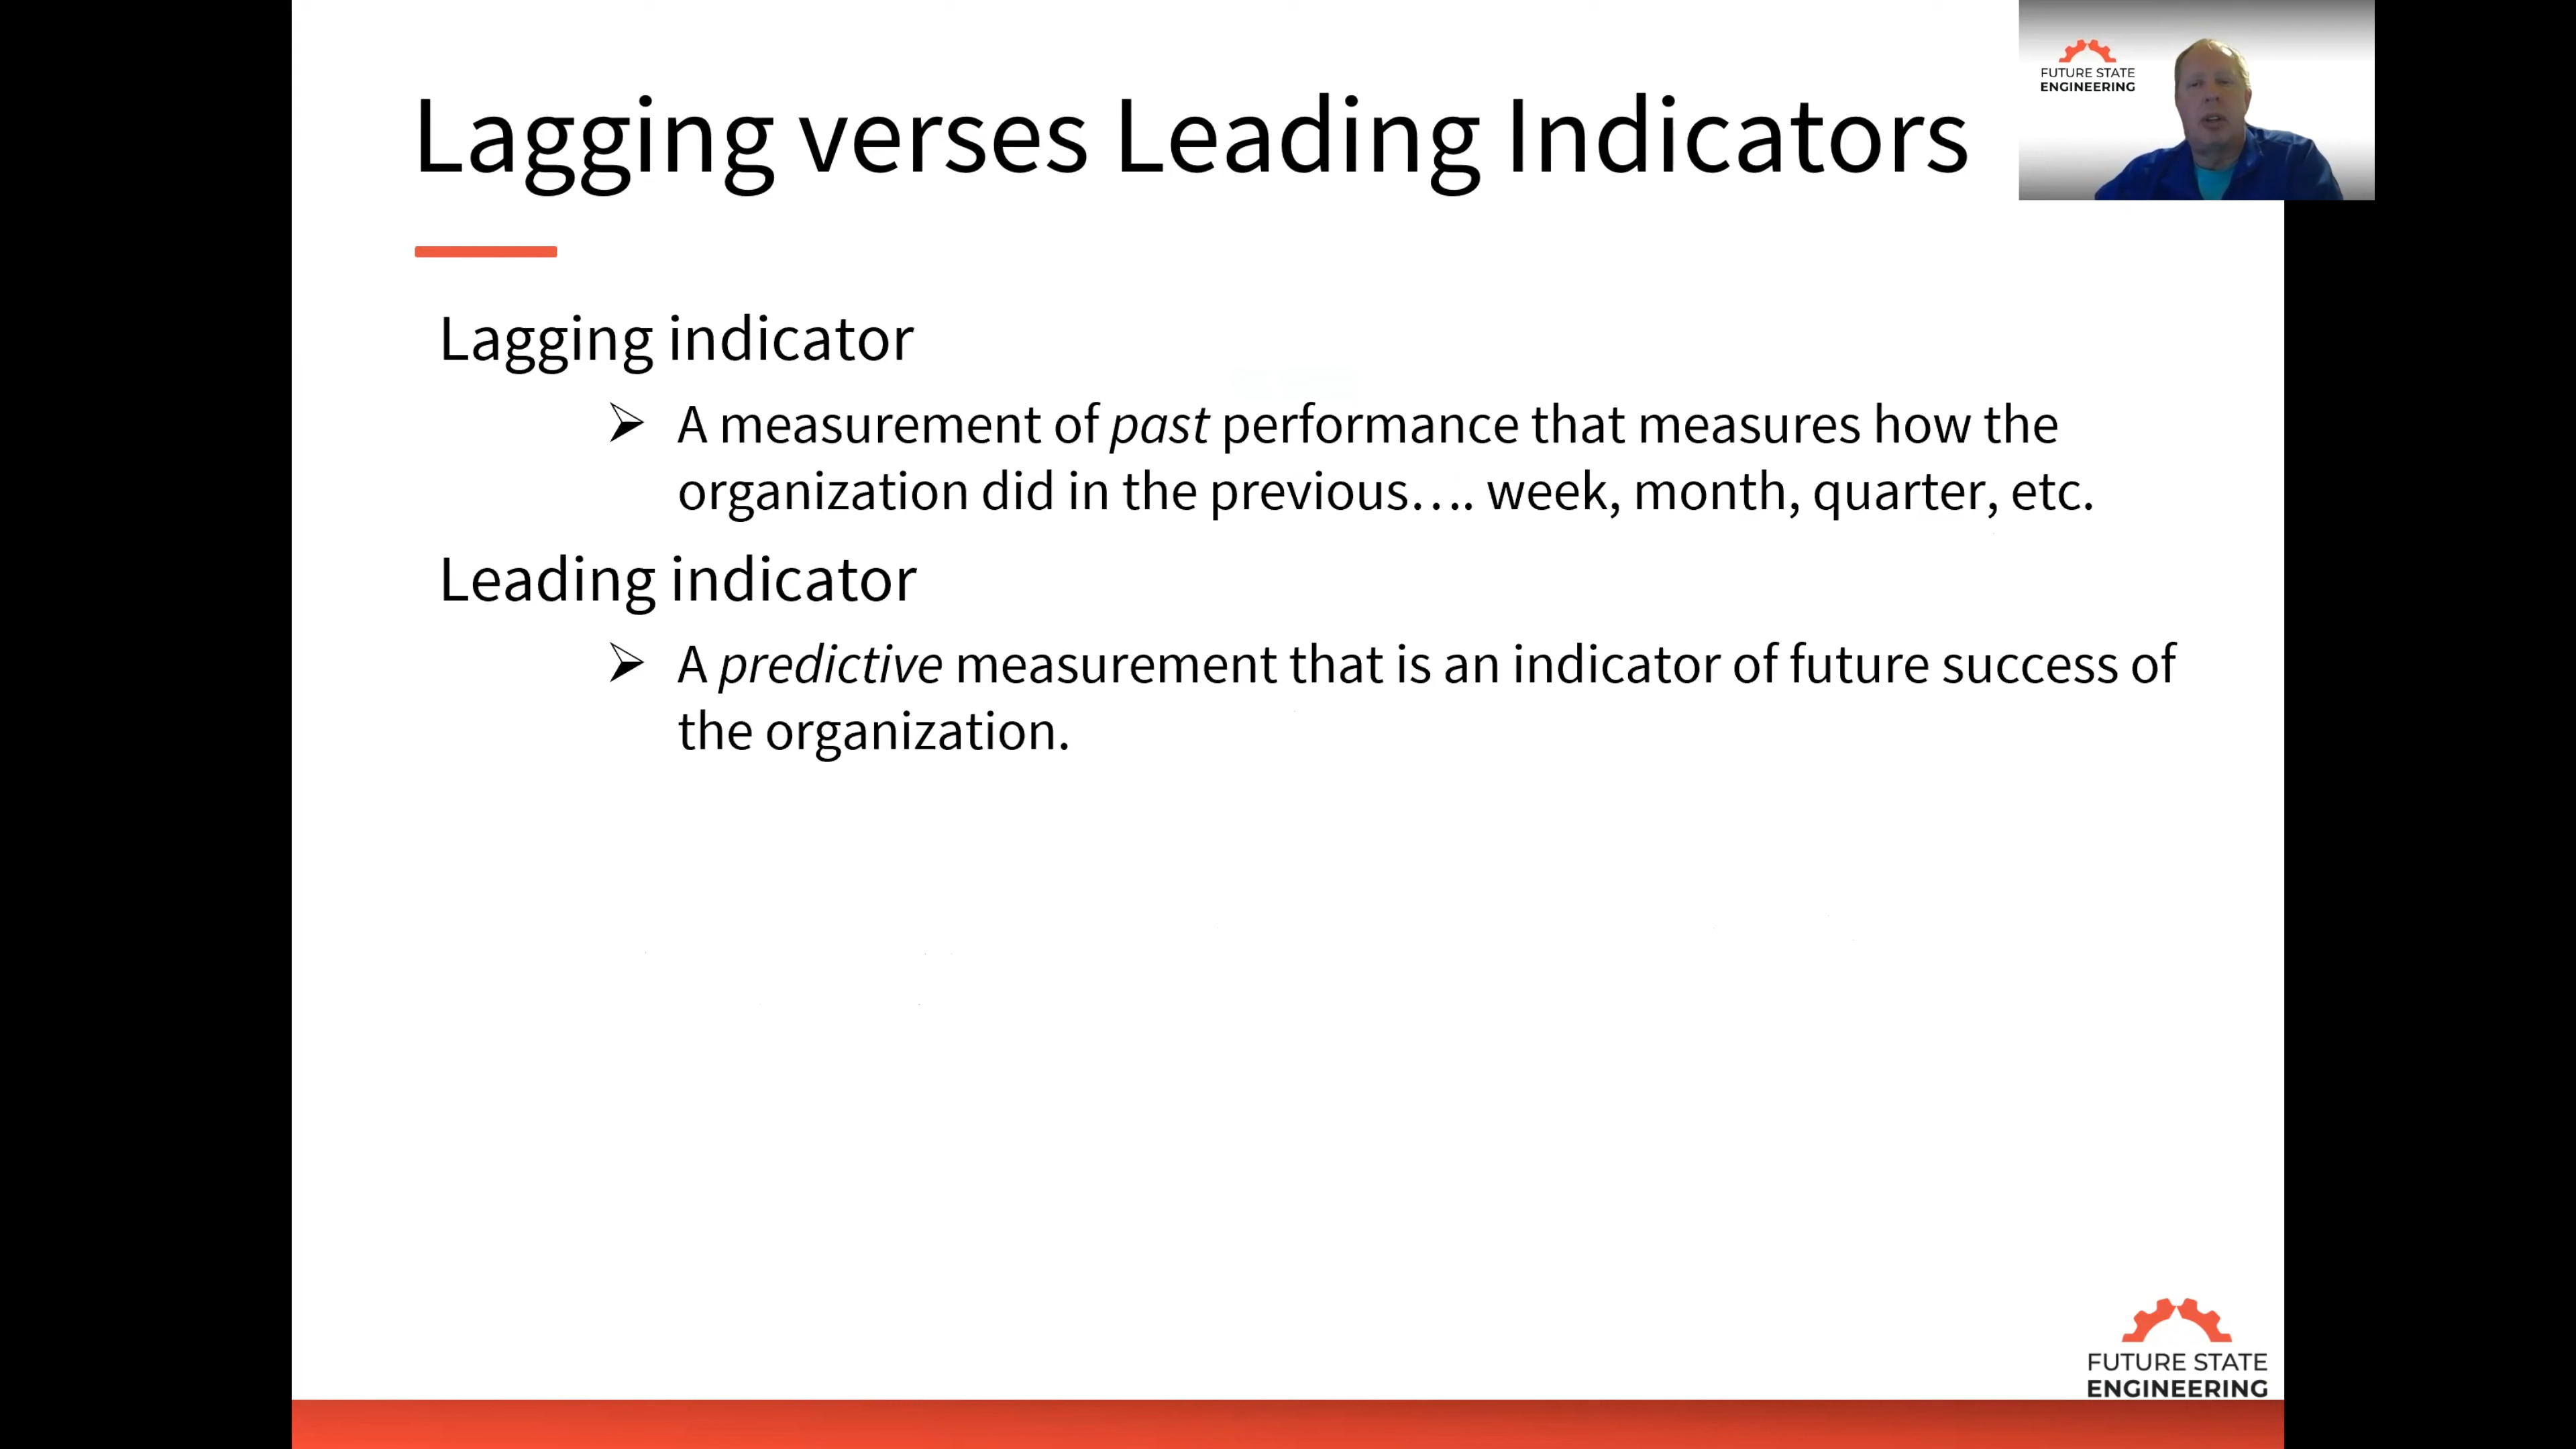 Lagging verses Leading Indicators
FUTURE STATE
ENGINEERING
Lagging indicator
A measurement of past performance that measures how the
organization did in the previous…. week, month, quarter, etc.
Leading indicator
A predictive measurement that is an indicator of future success of
the organization.
FUTURE STATE
ENGINEERING